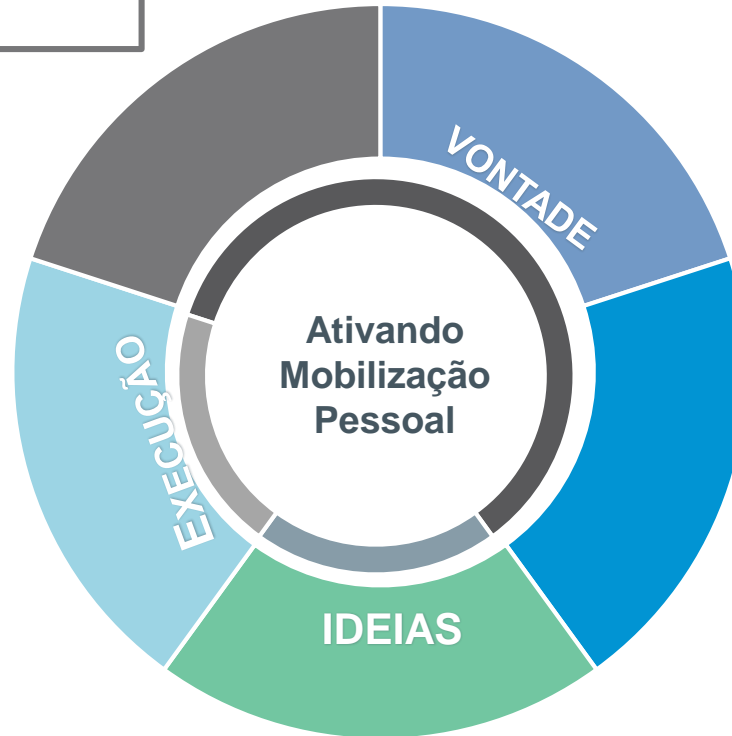 VONTADE
Ativando
Mobilização
Pessoal
EXECUÇÃO
IDEIAS